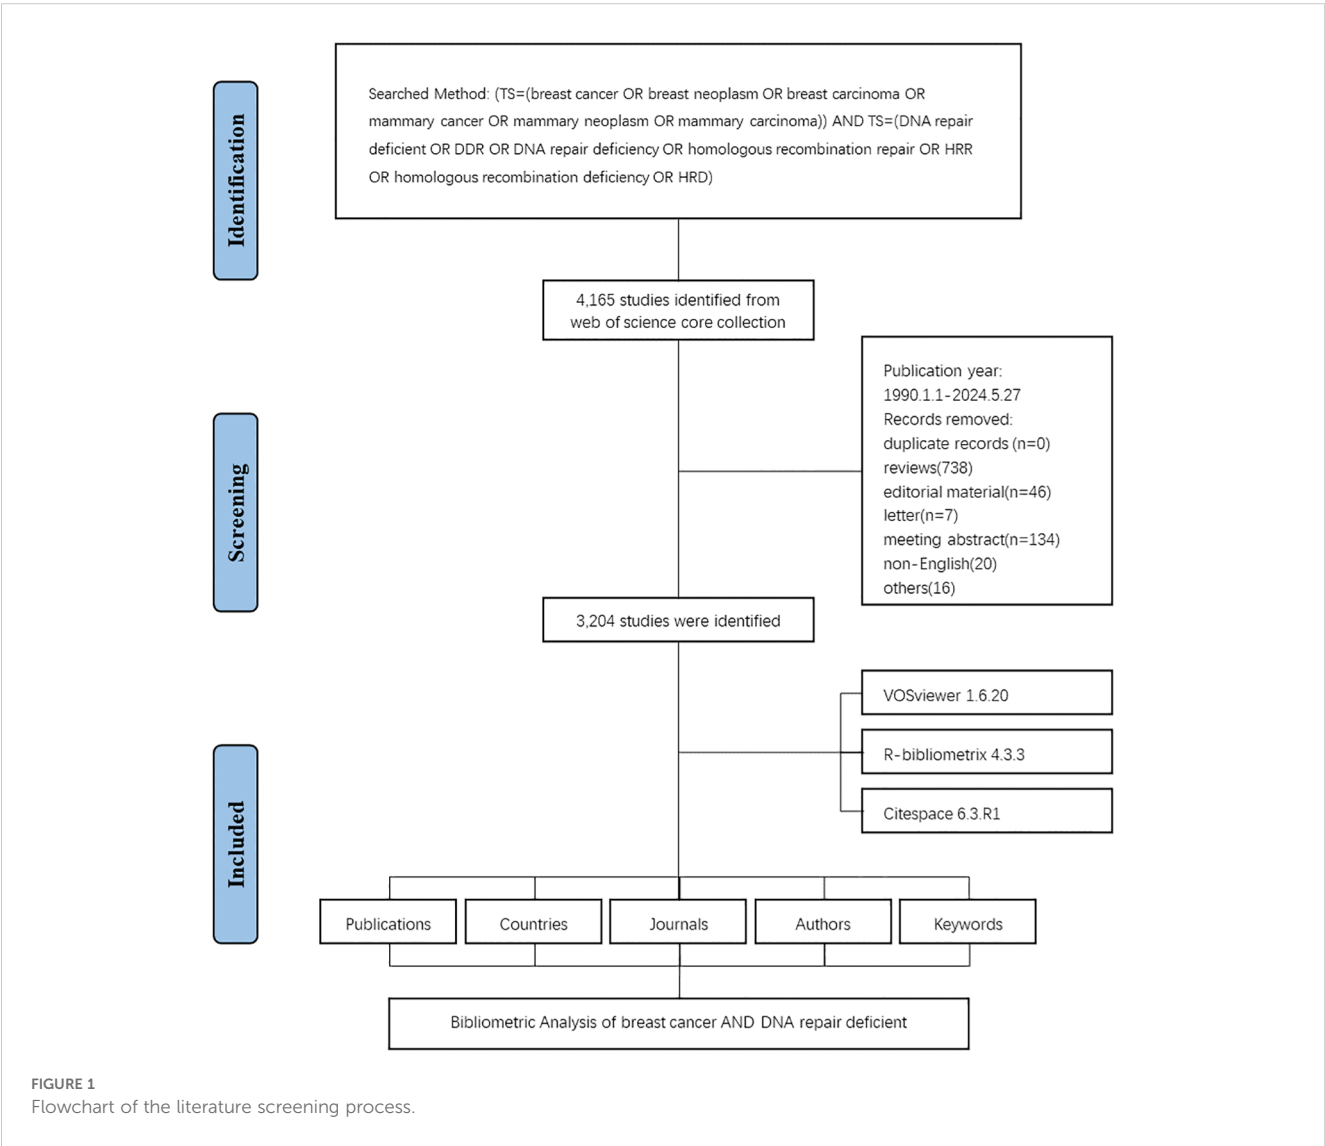 Identification
Searched Method: (TS=(breast cancer OR breast neoplasm OR breast carcinoma OR
mammary cancer OR mammary neoplasm OR mammary carcinoma)) AND TS=(DNA repair
deficient OR DDR OR DNA repair deficiency OR homologous recombination repair OR HRR
OR homologous recombination deficiency OR HRD)
4,165 studies identified from
web of science core collection
Screening
Publication year:
1990.1.1-2024.5.27
Records removed:
duplicate records (n=0)
reviews(738)
editorial material(n=46)
letter(n=7)
meeting abstract(n=134)
non-English(20)
others(16)
3,204 studies were identified
Included
VOSviewer 1.6.20
R-bibliometrix 4.3.3
Citespace 6.3.R1
Publications
Countries
Journals
Authors
Keywords
Bibliometric Analysis of breast cancer AND DNA repair deficient
FIGURE 1
Flowchart of the literature screening process.